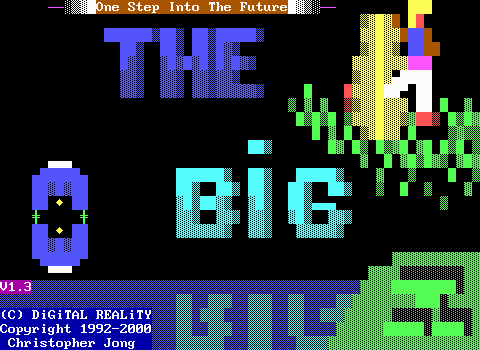 One Step Into The Future
THE
BiG
V1.3
(C) DiGiTAL REALiTY
Copyright 1992-2000
Christopher Jong